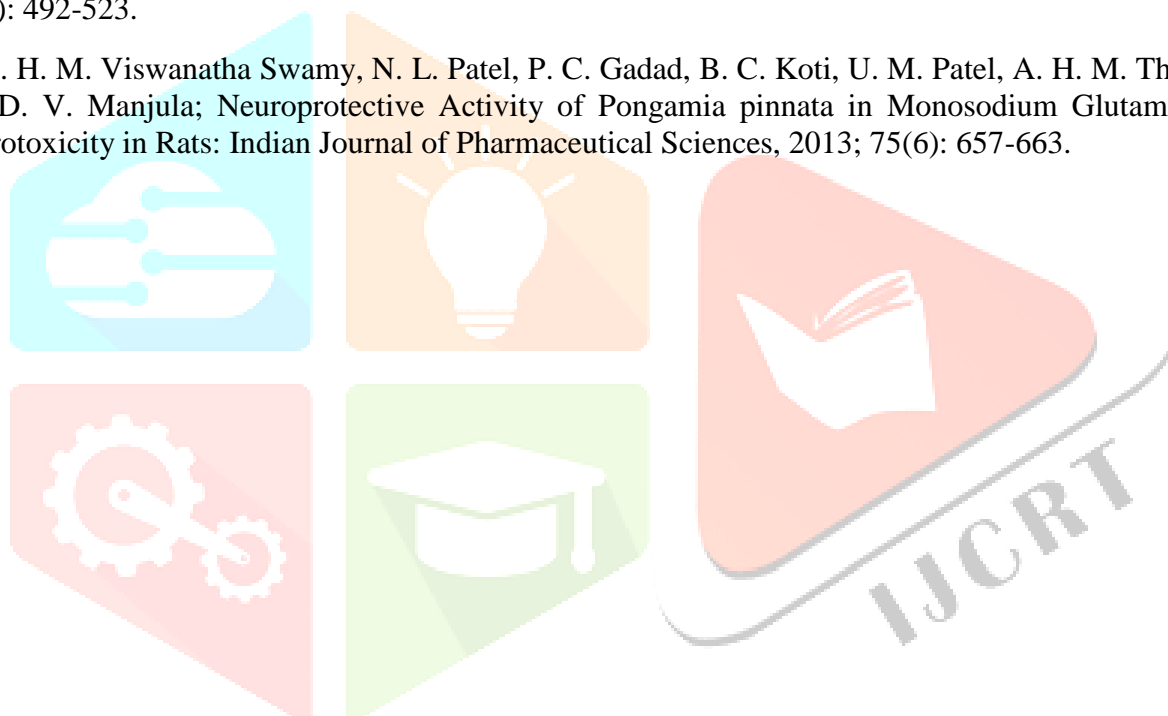 ): 492-523.
. H. M. Viswanatha Swamy, N. L. Patel, P. C. Gadad, B. C. Koti, U. M. Patel, A. H. M. Th
D. V. Manjula; Neuroprotective Activity of Pongamia pinnata in Monosodium Glutam
rotoxicity in Rats: Indian Journal of Pharmaceutical Sciences, 2013; 75(6): 657-663.
IJCRT